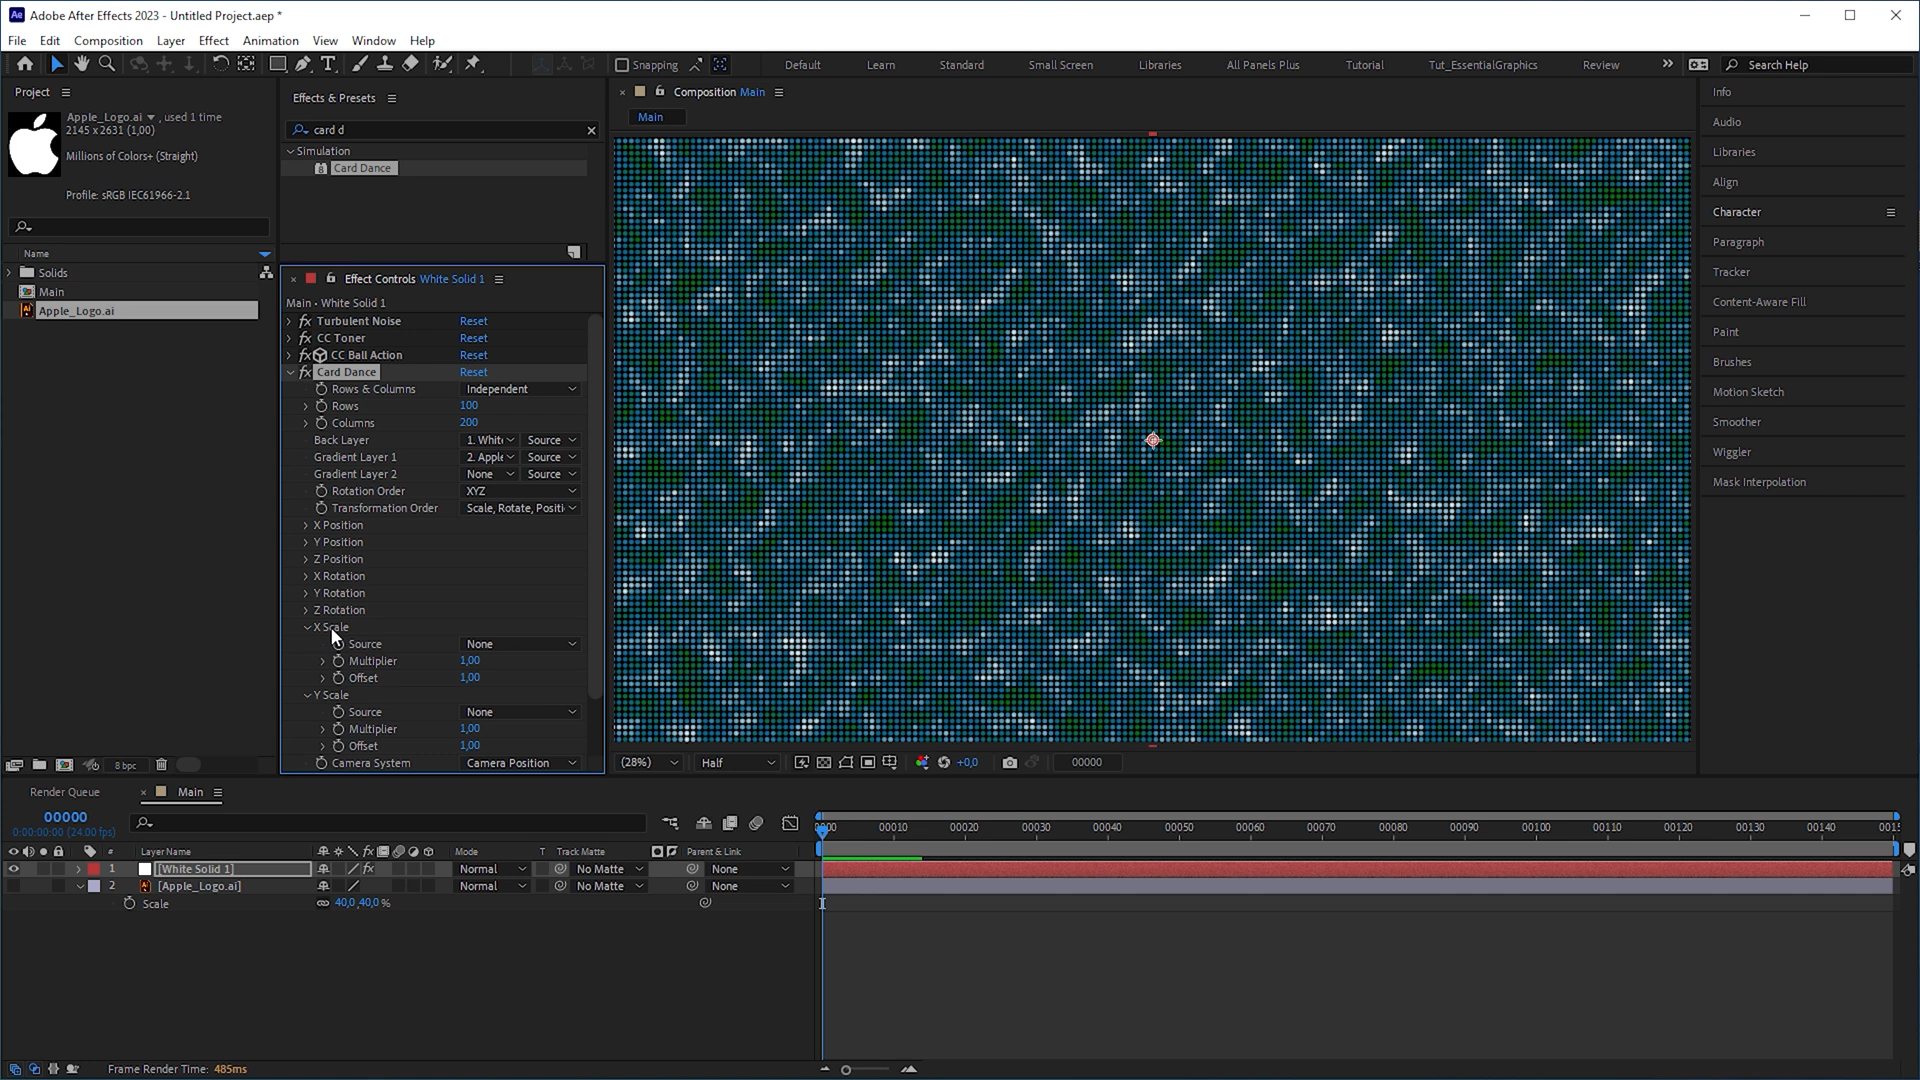 Adobe After Effects 2023 - Untitled Project.aep *
File Edit Composition Layer Effect Animation View Window Help
Snapping
Default Learn Standard Small Screen Libraries All Panels Plus Tutorial Tut_EssentialGraphics Review Search Help
Project
Apple_Logo.ai , used 1 time
2145 x 2631 (1,00)
Millions of Colors+ (Straight)
Profile: sRGB IEC61966-2.1
Name
Solids
Main
Apple_Logo.ai
8 bpc
Effects & Presets
card d
Simulation
Card Dance
Effect Controls White Solid 1
Main • White Solid 1
Turbulent Noise Reset
CC Toner Reset
CC Ball Action Reset
Card Dance Reset
Rows & Columns Independent
Rows 100
Columns 200
Back Layer 1. Whit Source
Gradient Layer 1 2. Apple Source
Gradient Layer 2 None Source
Rotation Order XYZ
Transformation Order Scale, Rotate, Positi
X Position
Y Position
Z Position
X Rotation
Y Rotation
Z Rotation
X Scale
Source None
Multiplier 1,00
Offset 1,00
Y Scale
Source None
Multiplier 1,00
Offset 1,00
Camera System Camera Position
Composition Main
Main
(28%) Half +0,0 00000
Info
Audio
Libraries
Align
Character
Paragraph
Tracker
Content-Aware Fill
Paint
Brushes
Motion Sketch
Smoother
Wiggler
Mask Interpolation
Render Queue Main
00000
0:00:00:00 (24.00 fps)
# Layer Name Mode T Track Matte Parent & Link
1 [White Solid 1] Normal No Matte None
2 [Apple_Logo.ai] Normal No Matte None
Scale 40,0,40,0 %
00010 00020 00030 00040 00050 00060 00070 00080 00090 00100 00110 00120 00130 00140
Frame Render Time: 485ms